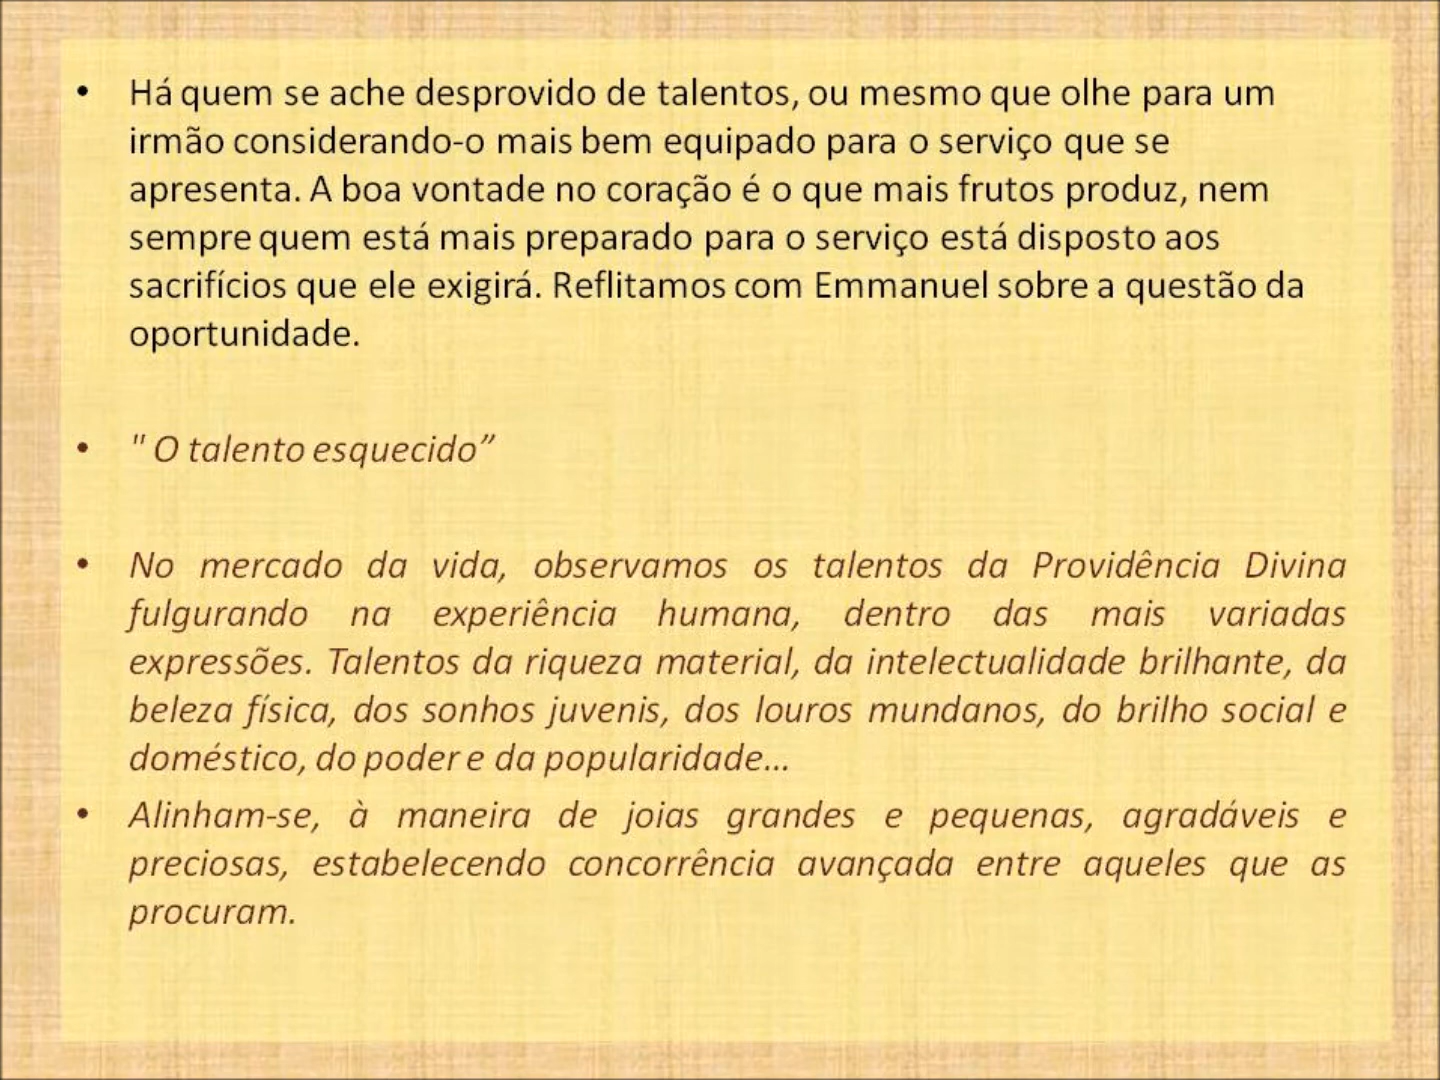 • Há quem se ache desprovido de talentos, ou mesmo que olhe para um
irmão considerando-o mais bem equipado para o serviço que se
apresenta. A boa vontade no coração é o que mais frutos produz, nem
sempre quem está mais preparado para o serviço está disposto aos
sacrifícios que ele exigirá. Reflitamos com Emmanuel sobre a questão da
oportunidade.
• " O talento esquecido”
• No mercado da vida, observamos os talentos da Providência Divina
fulgurando na experiência humana, dentro das mais variadas
expressões. Talentos da riqueza material, da intelectualidade brilhante, da
beleza física, dos sonhos juvenis, dos louros mundanos, do brilho social e
doméstico, do poder e da popularidade...
• Alinham-se, à maneira de joias grandes e pequenas, agradáveis e
preciosas, estabelecendo concorrência avançada entre aqueles que as
procuram.